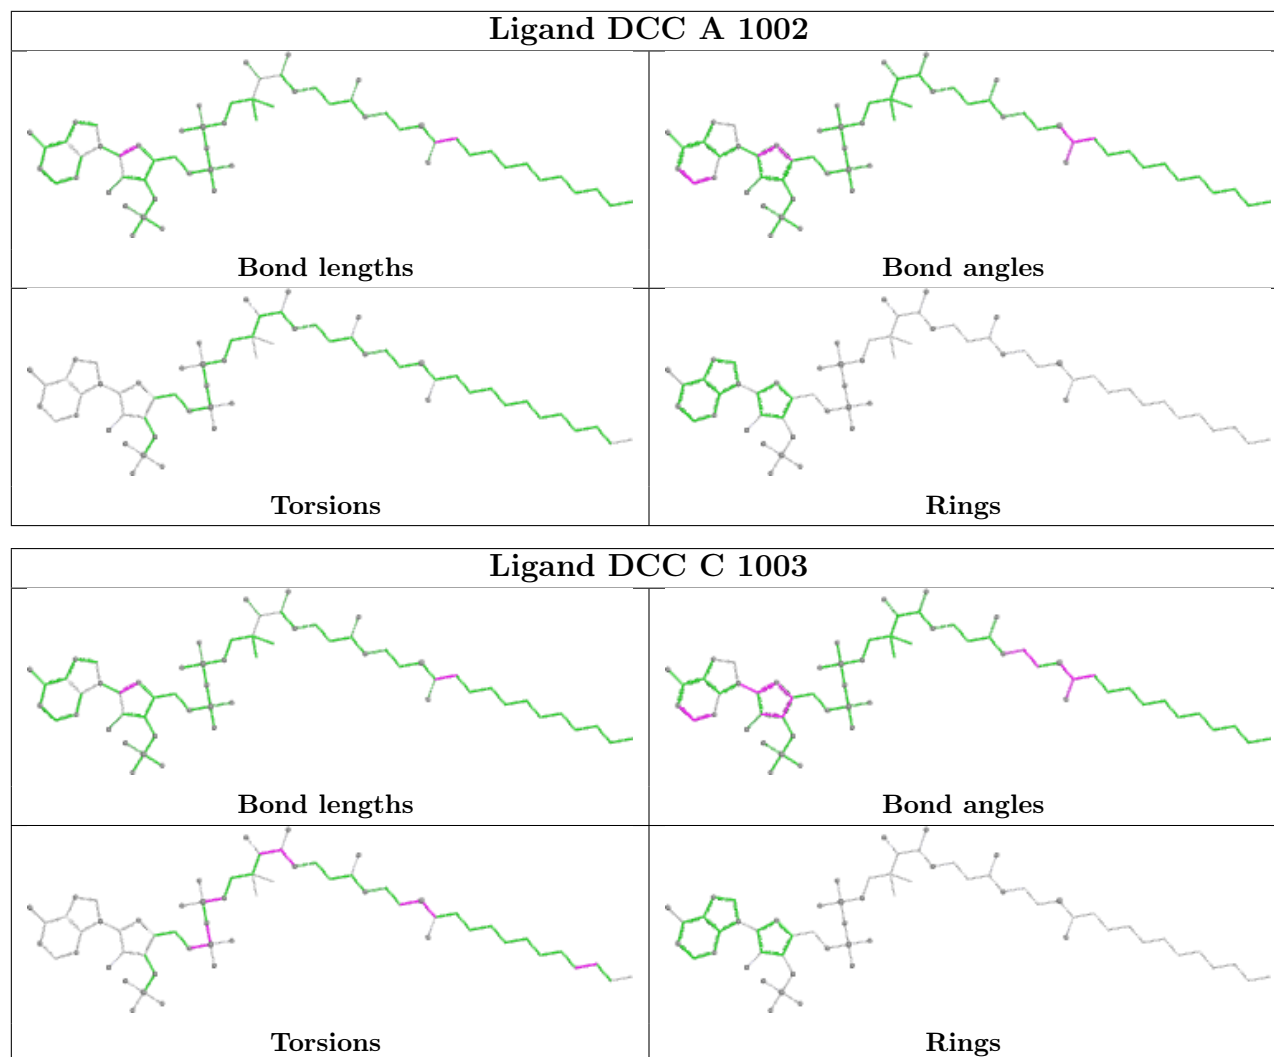 Ligand DCC A 1002
Bond lengths
Bond angles
Torsions
Rings
Ligand DCC C 1003
Bond lengths
Bond angles
Torsions
Rings